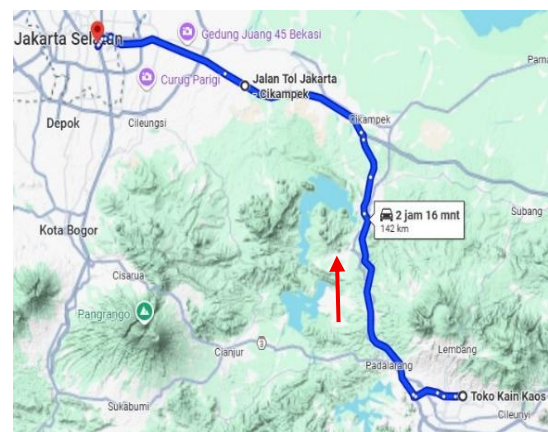 Jakarta Selatan
Gedung Juang 45 Bekasi
Curug Parigi
Jalan Tol Jakarta
- Cikampek
Depok
Cileungsi
Cikampek
2 jam 16 mnt
142 km
Subang
Kota Bogor
Cisarua
Pangrango
Cianjur
Lembang
Padalarang
Toko Kain Kaos
Sukabumi
Cileunyi